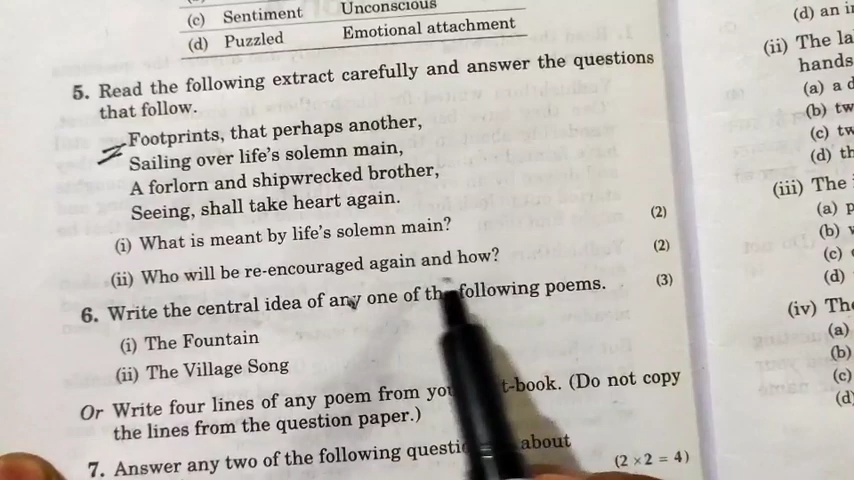 (c) Sentiment Unconscious
(d) Puzzled Emotional attachment
5. Read the following extract carefully and answer the questions
that follow.
Footprints, that perhaps another,
Sailing over life's solemn main,
A forlorn and shipwrecked brother,
Seeing, shall take heart again.
(i) What is meant by life's solemn main? (2)
(ii) Who will be re-encouraged again and how? (2)
6. Write the central idea of any one of the following poems. (3)
(i) The Fountain
(ii) The Village Song
Or Write four lines of any poem from t-book. (Do not copy
the lines from the question paper.)
7. Answer any two of the following about
(2 × 2 = 4)
(d) an i
(ii) The la
hands
(a) a d
(b) tw
(c) tw
(d) th
(iii) The
(a) p
(b)
(c)
(d)
(iv) The
(a)
(b)
(c)
(d)